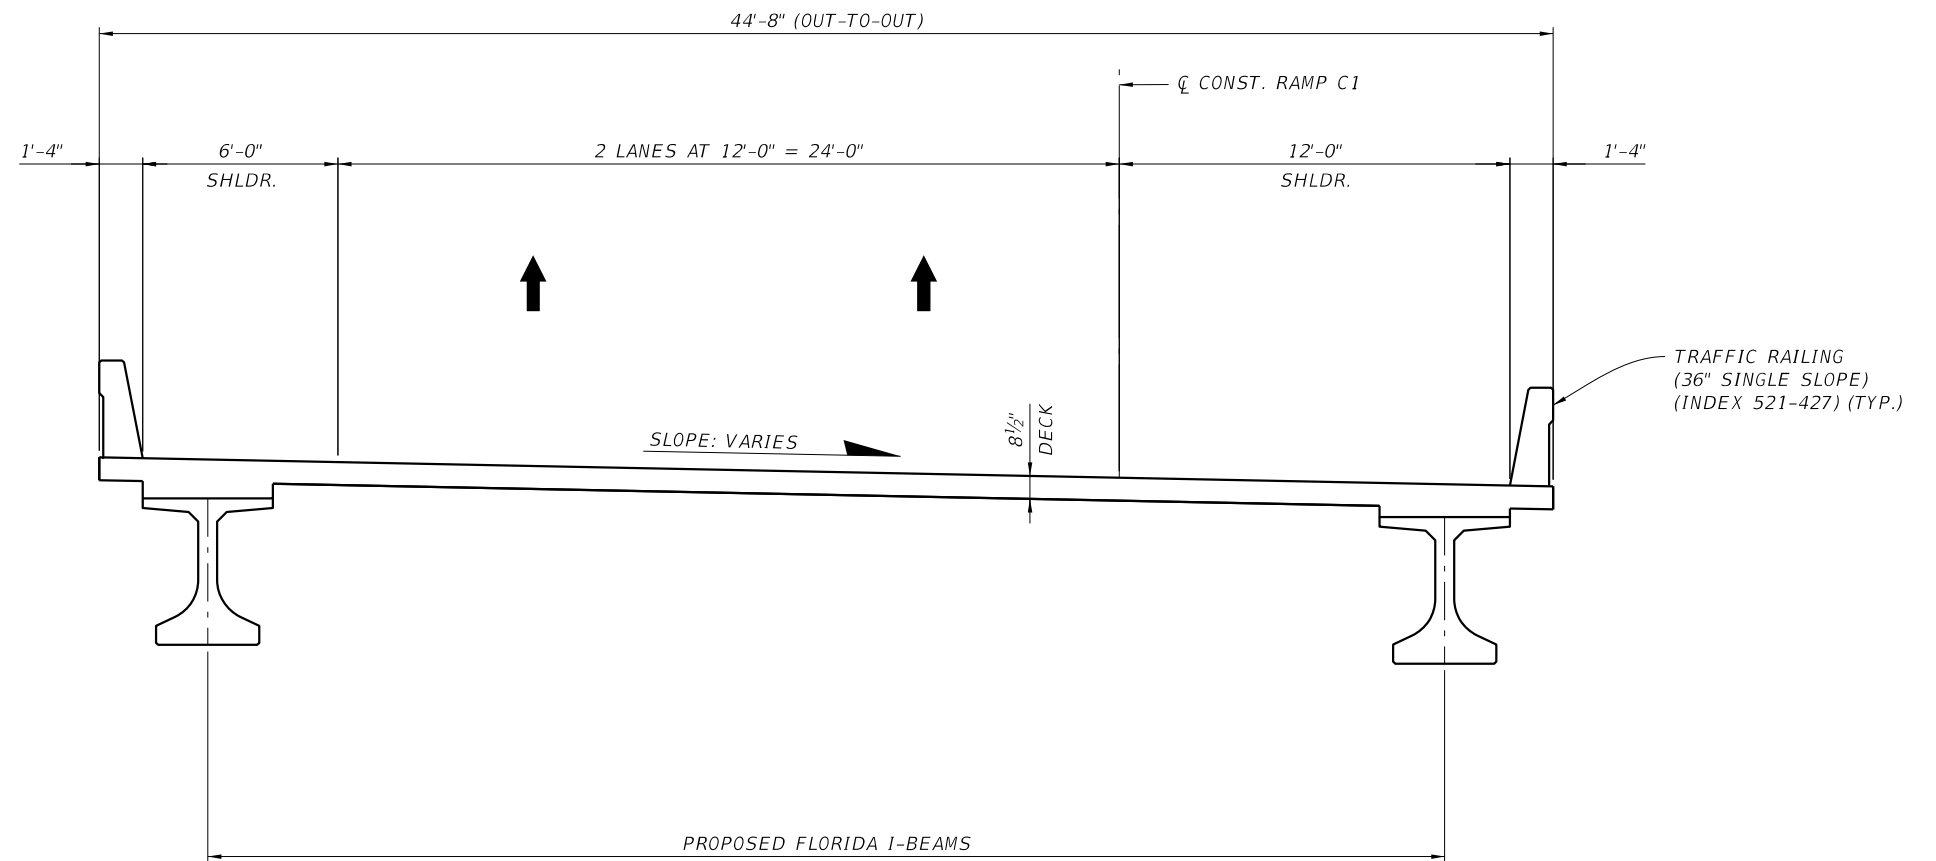 44'-8" (OUT-TO-OUT)
℄ CONST. RAMP C1
1'-4"
6'-0"
SHLDR.
2 LANES AT 12'-0" = 24'-0"
12'-0"
SHLDR.
1'-4"
TRAFFIC RAILING
(36" SINGLE SLOPE)
(INDEX 521-427) (TYP.)
SLOPE: VARIES
8½"
DECK
PROPOSED FLORIDA I-BEAMS